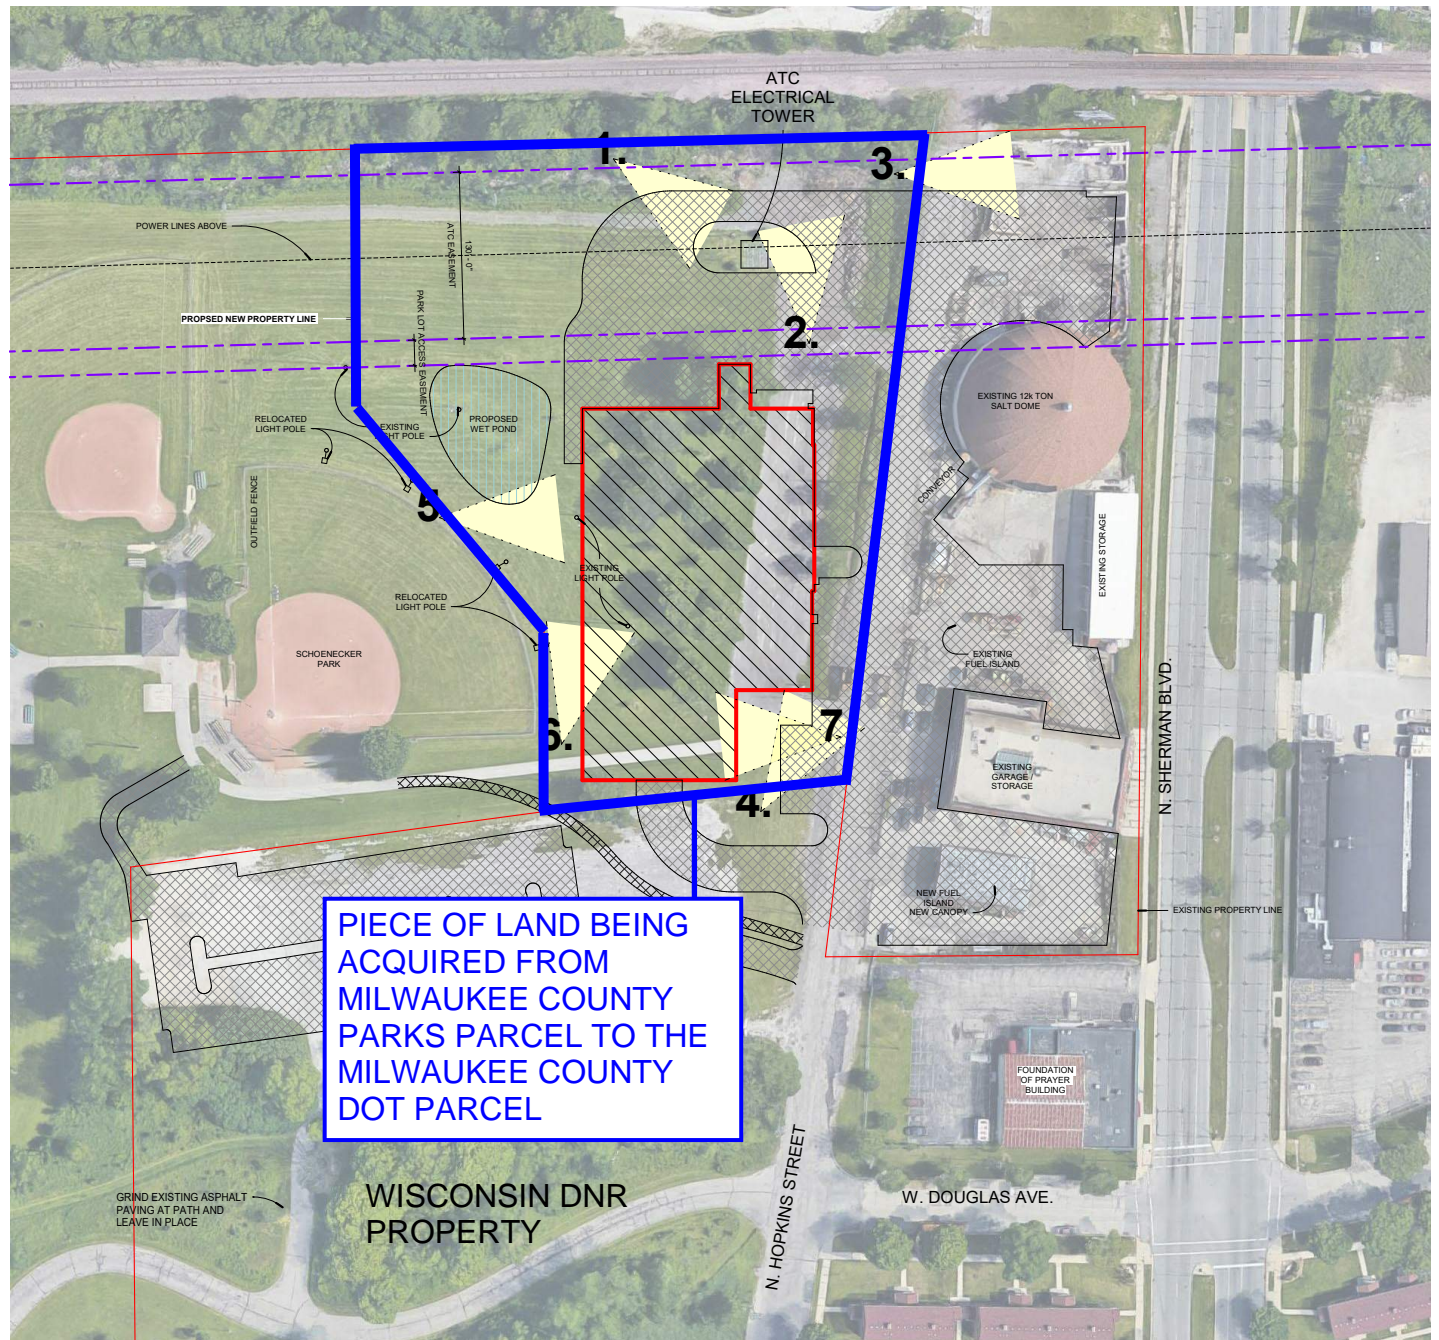 ATC
ELECTRICAL
TOWER
1.
3.
POWER LINES ABOVE
130' - 0"
ATC EASEMENT
PROPSED NEW PROPERTY LINE
PARK LOT ACCESS EASEMENT
2.
EXISTING 12k TON
SALT DOME
RELOCATED
LIGHT POLE
EXISTING
LIGHT POLE
PROPOSED
WET POND
OUTFIELD FENCE
CONVEYOR
5.
EXISTING STORAGE
EXISTING
LIGHT POLE
RELOCATED
LIGHT POLE
SCHOENECKER
PARK
EXISTING
FUEL ISLAND
N. SHERMAN BLVD.
6.
7
EXISTING
GARAGE /
STORAGE
4.
NEW FUEL
ISLAND
NEW CANOPY
EXISTING PROPERTY LINE
PIECE OF LAND BEING
ACQUIRED FROM
MILWAUKEE COUNTY
PARKS PARCEL TO THE
MILWAUKEE COUNTY
DOT PARCEL
FOUNDATION
OF PRAYER
BUILDING
GRIND EXISTING ASPHALT
PAVING AT PATH AND
LEAVE IN PLACE
WISCONSIN DNR
PROPERTY
N. HOPKINS STREET
W. DOUGLAS AVE.